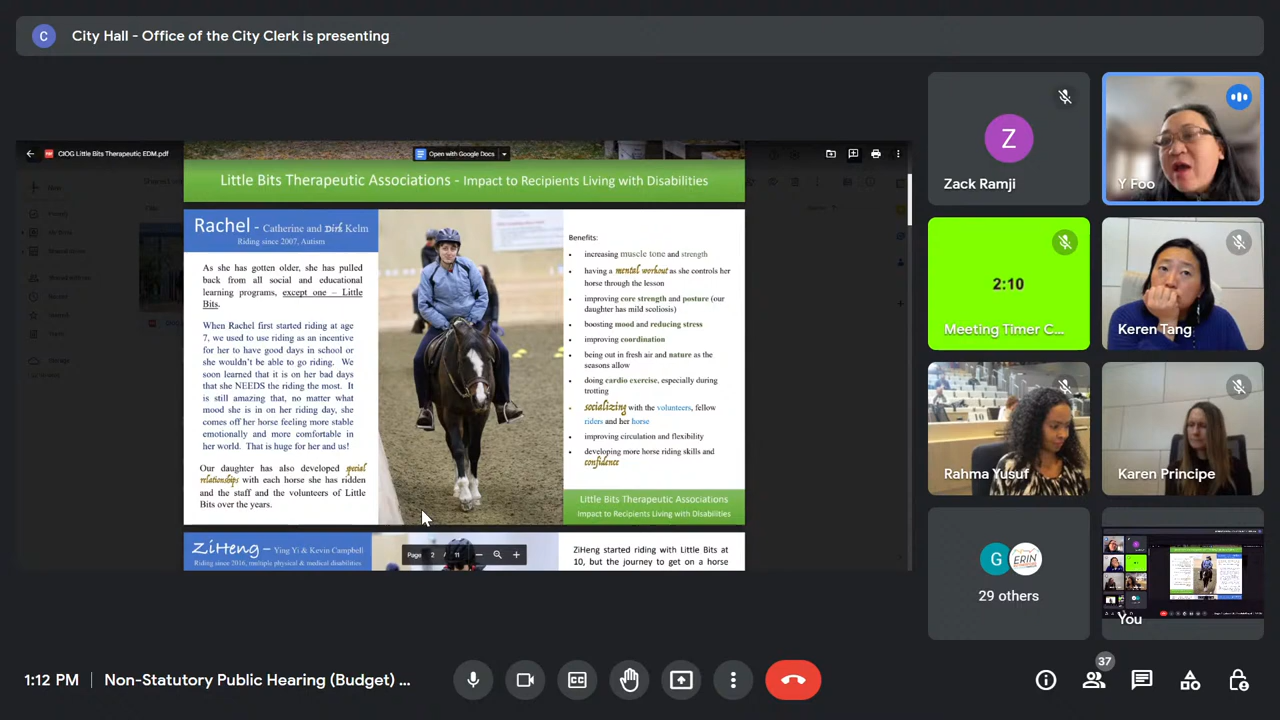 C
City Hall - Office of the City Clerk is presenting
PDF
CIOG Little Bits Therapeutic EDM.pdf
Open with Google Docs
Little Bits Therapeutic Associations - Impact to Recipients Living with Disabilities
Rachel - Catherine and Dirk Kelm
Riding since 2007, Autism
As she has gotten older, she has pulled
back from all social and educational
learning programs, except one – Little
Bits.
When Rachel first started riding at age
7, we used to use riding as an incentive
for her to have good days in school or
she wouldn't be able to go riding. We
soon learned that it is on her bad days
that she NEEDS the riding the most. It
is still amazing that, no matter what
mood she is in on her riding day, she
comes off her horse feeling more stable
emotionally and more comfortable in
her world. That is huge for her and us!
Our daughter has also developed special
relationships with each horse she has ridden
and the staff and the volunteers of Little
Bits over the years.
Benefits:
• increasing muscle tone and strength
• having a mental workout as she controls her
horse through the lesson
• improving core strength and posture (our
daughter has mild scoliosis)
• boosting mood and reducing stress
• improving coordination
• being out in fresh air and nature as the
seasons allow
• doing cardio exercise, especially during
trotting
• socializing with the volunteers, fellow
riders and her horse
• improving circulation and flexibility
• developing more horse riding skills and
confidence
Little Bits Therapeutic Associations
Impact to Recipients Living with Disabilities
ZiHeng – Ying Yi & Kevin Campbell
Riding since 2016, multiple physical & medical disabilities
Page 2 / 11
ZiHeng started riding with Little Bits at
10, but the journey to get on a horse
Z
Zack Ramji
Y Foo
2:10
Meeting Timer C...
Keren Tang
Rahma Yusuf
Karen Principe
G
ERIN
29 others
You
1:12 PM | Non-Statutory Public Hearing (Budget) ...
37